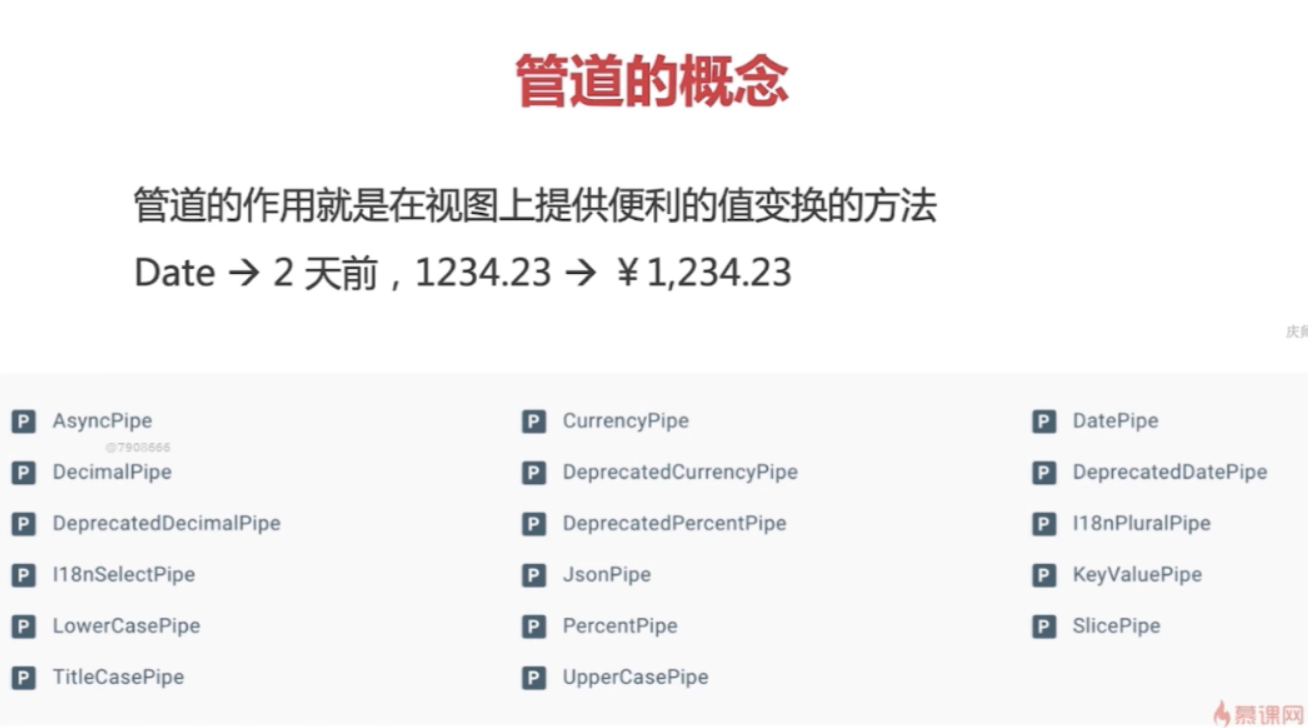 管道的概念
管道的作用就是在视图上提供便利的值变换的方法
Date → 2 天前，1234.23 → ￥1,234.23
P AsyncPipe P CurrencyPipe P DatePipe
@7908666
P DecimalPipe P DeprecatedCurrencyPipe P DeprecatedDatePipe
P DeprecatedDecimalPipe P DeprecatedPercentPipe P I18nPluralPipe
P I18nSelectPipe P JsonPipe P KeyValuePipe
P LowerCasePipe P PercentPipe P SlicePipe
P TitleCasePipe P UpperCasePipe
慕课网